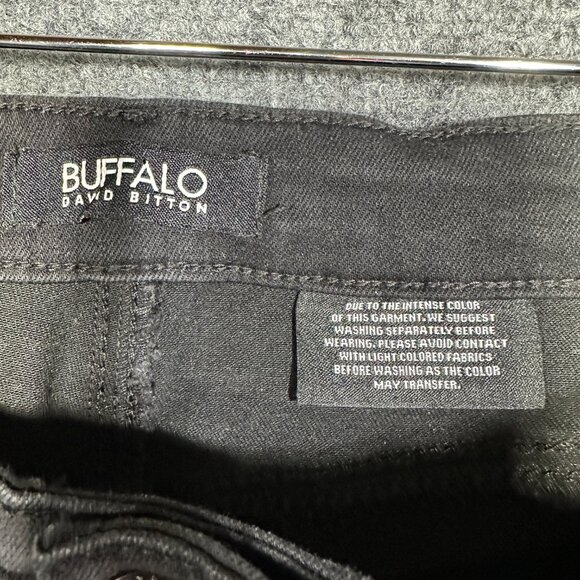 BUFFALO
DAVID BITTON
DUE TO THE INTENSE COLOR
OF THIS GARMENT. WE SUGGEST
WASHING SEPARATELY BEFORE
WEARING. PLEASE AVOID CONTACT
WITH LIGHT COLORED FABRICS
BEFORE WASHING AS THE COLOR
MAY TRANSFER.